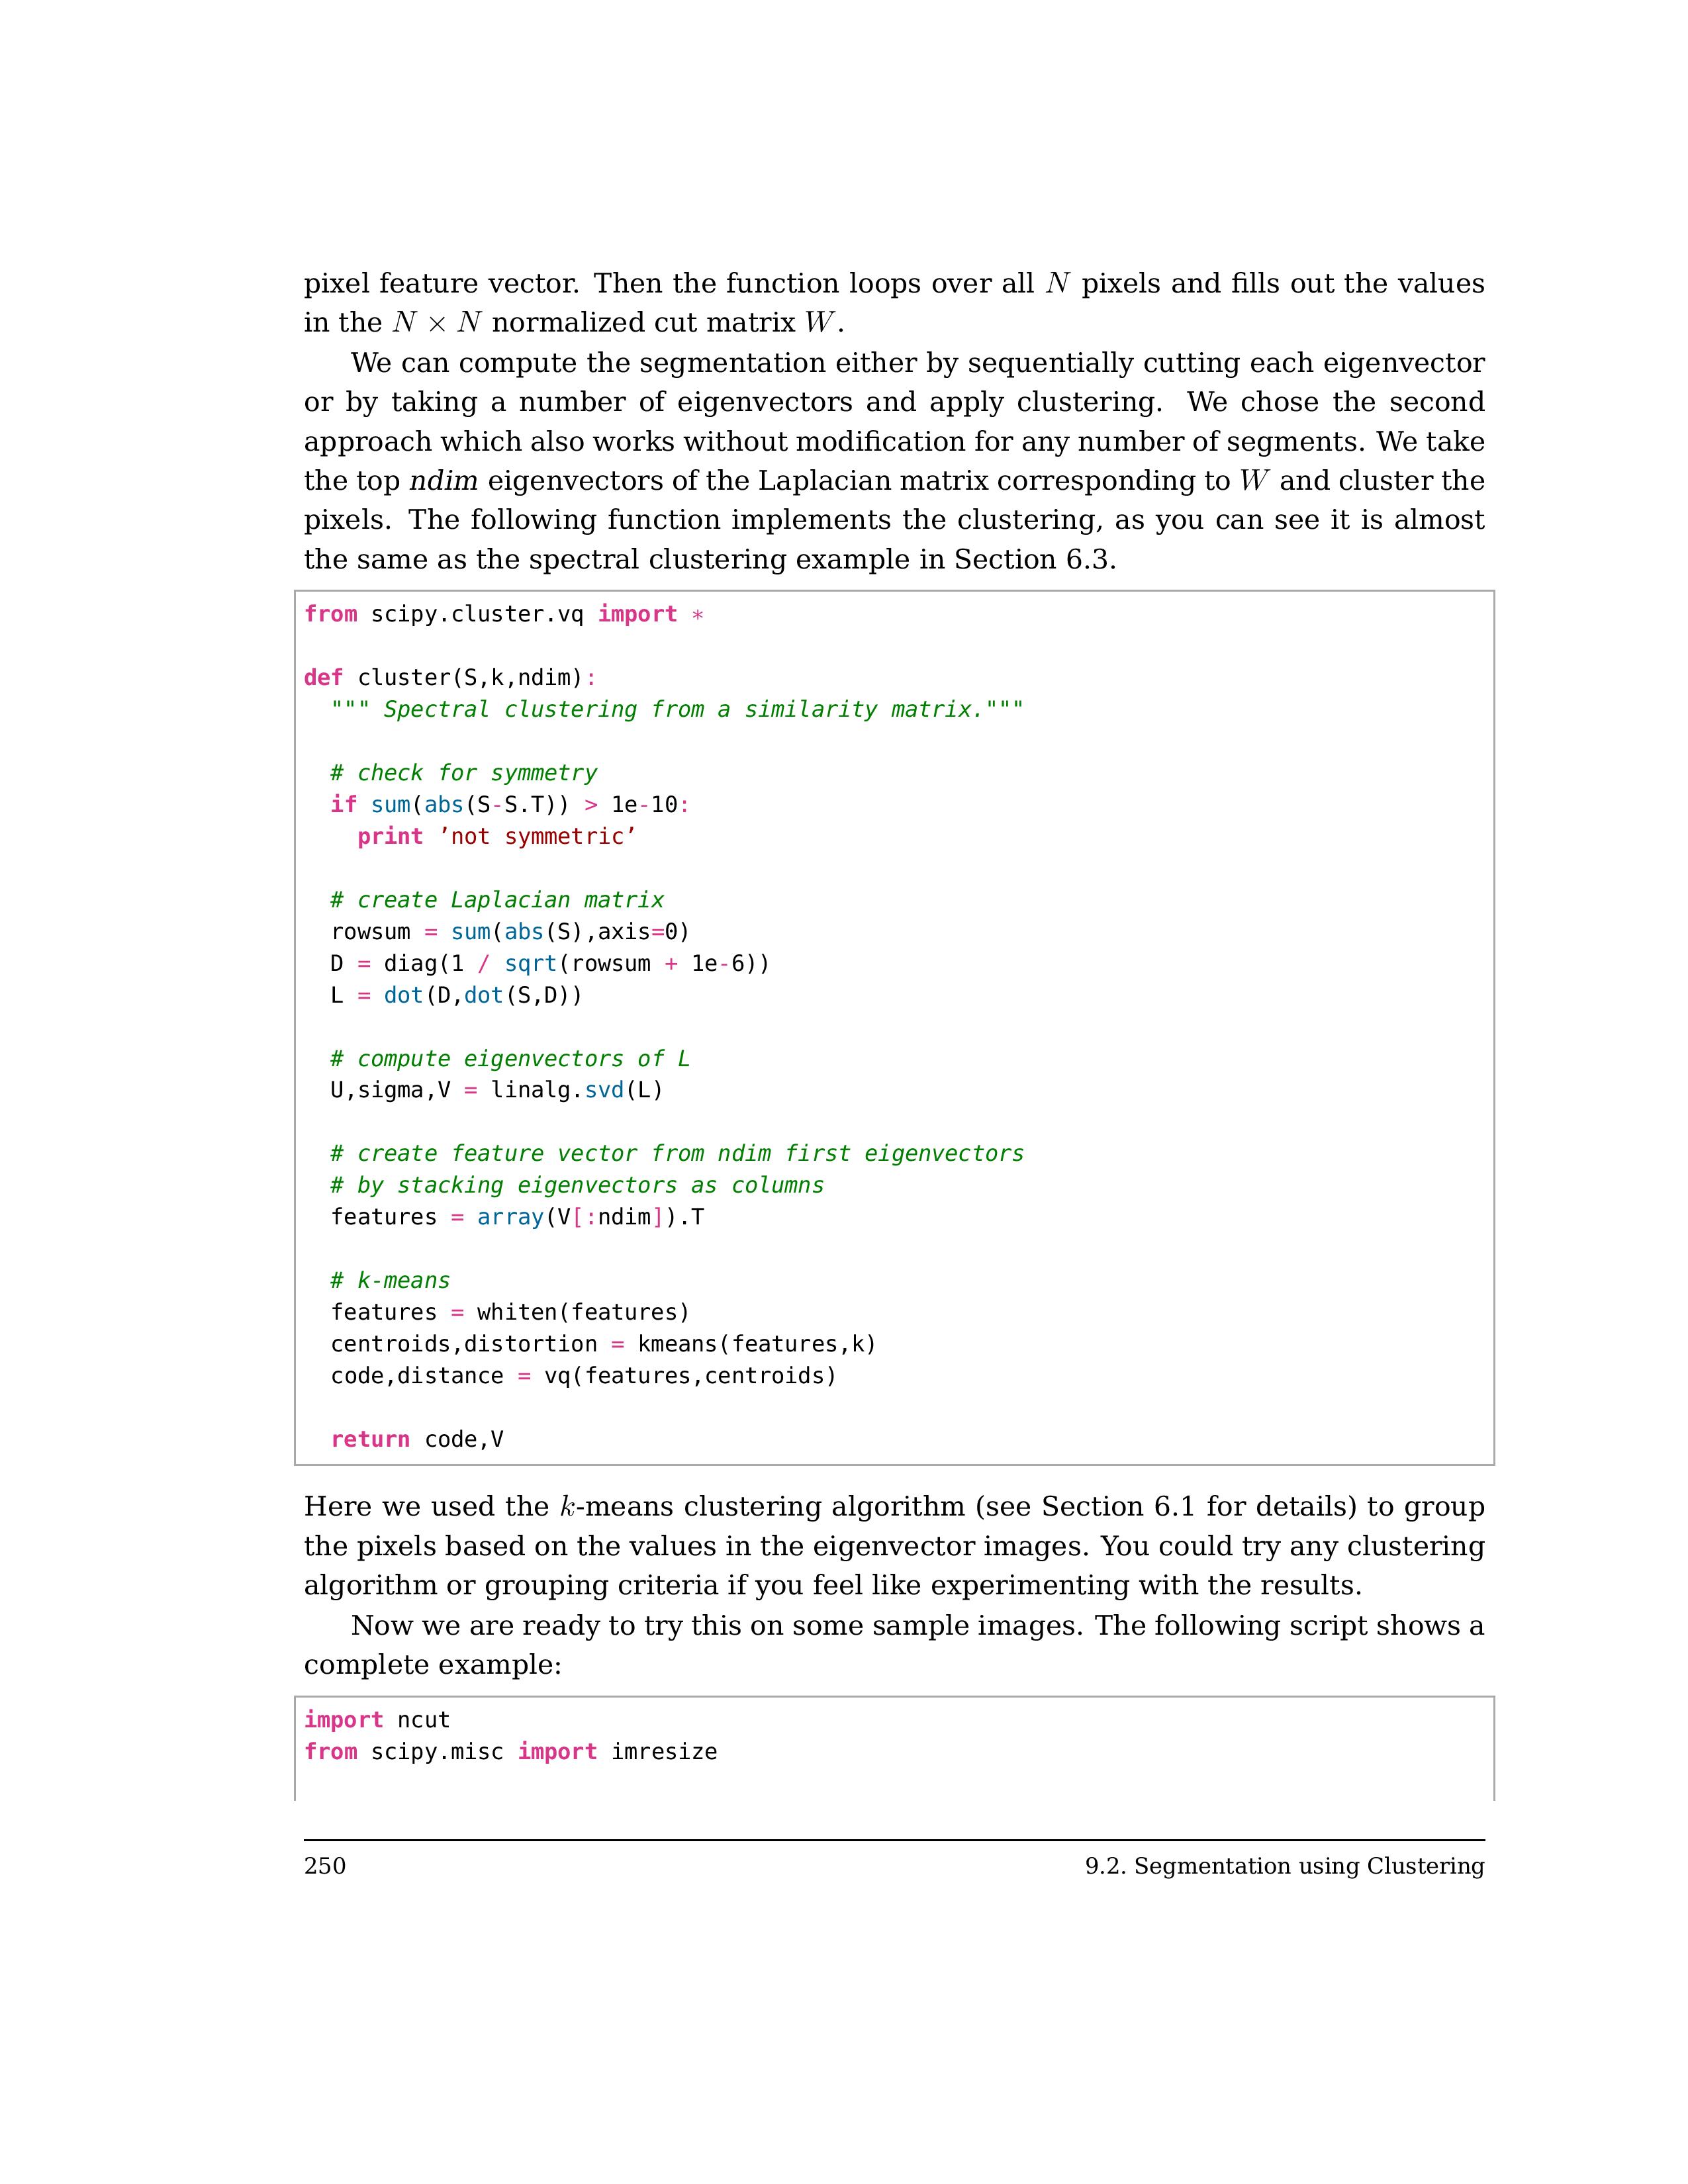 pixel feature vector. Then the function loops over all N pixels and fills out the values
in the N × N normalized cut matrix W.
We can compute the segmentation either by sequentially cutting each eigenvector
or by taking a number of eigenvectors and apply clustering. We chose the second
approach which also works without modification for any number of segments. We take
the top ndim eigenvectors of the Laplacian matrix corresponding to W and cluster the
pixels. The following function implements the clustering, as you can see it is almost
the same as the spectral clustering example in Section 6.3.
from scipy.cluster.vq import *
def cluster(S,k,ndim):
  """ Spectral clustering from a similarity matrix."""
  # check for symmetry
  if sum(abs(S-S.T)) > 1e-10:
    print ’not symmetric’
  # create Laplacian matrix
  rowsum = sum(abs(S),axis=0)
  D = diag(1 / sqrt(rowsum + 1e-6))
  L = dot(D,dot(S,D))
  # compute eigenvectors of L
  U,sigma,V = linalg.svd(L)
  # create feature vector from ndim first eigenvectors
  # by stacking eigenvectors as columns
  features = array(V[:ndim]).T
  # k-means
  features = whiten(features)
  centroids,distortion = kmeans(features,k)
  code,distance = vq(features,centroids)
  return code,V
Here we used the k-means clustering algorithm (see Section 6.1 for details) to group
the pixels based on the values in the eigenvector images. You could try any clustering
algorithm or grouping criteria if you feel like experimenting with the results.
Now we are ready to try this on some sample images. The following script shows a
complete example:
import ncut
from scipy.misc import imresize
250 9.2. Segmentation using Clustering